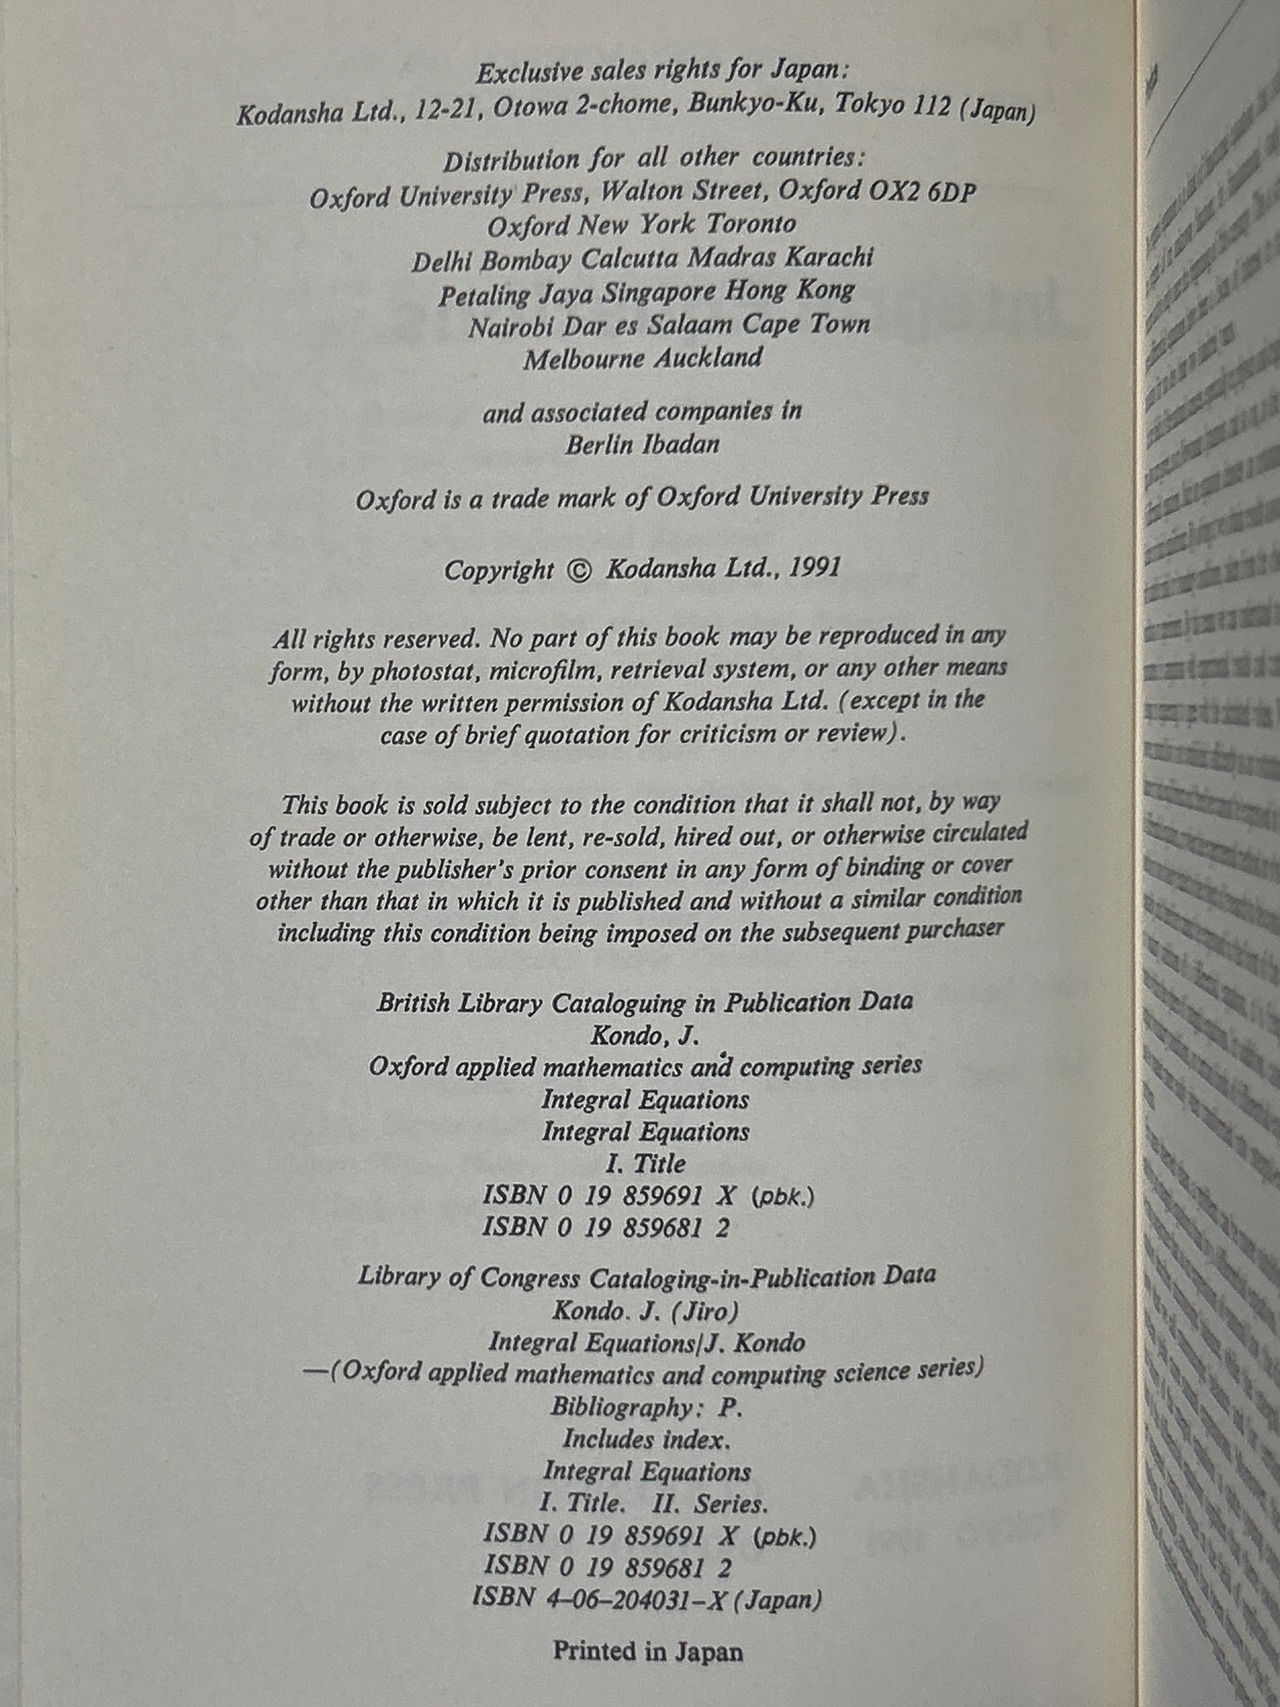 Exclusive sales rights for Japan:
Kodansha Ltd., 12-21, Otowa 2-chome, Bunkyo-Ku, Tokyo 112 (Japan)
Distribution for all other countries:
Oxford University Press, Walton Street, Oxford OX2 6DP
Oxford New York Toronto
Delhi Bombay Calcutta Madras Karachi
Petaling Jaya Singapore Hong Kong
Nairobi Dar es Salaam Cape Town
Melbourne Auckland
and associated companies in
Berlin Ibadan
Oxford is a trade mark of Oxford University Press
Copyright © Kodansha Ltd., 1991
All rights reserved. No part of this book may be reproduced in any
form, by photostat, microfilm, retrieval system, or any other means
without the written permission of Kodansha Ltd. (except in the
case of brief quotation for criticism or review).
This book is sold subject to the condition that it shall not, by way
of trade or otherwise, be lent, re-sold, hired out, or otherwise circulated
without the publisher's prior consent in any form of binding or cover
other than that in which it is published and without a similar condition
including this condition being imposed on the subsequent purchaser
British Library Cataloguing in Publication Data
Kondo, J.
Oxford applied mathematics and computing series
Integral Equations
Integral Equations
I. Title
ISBN 0 19 859691 X (pbk.)
ISBN 0 19 859681 2
Library of Congress Cataloging-in-Publication Data
Kondo. J. (Jiro)
Integral Equations/J. Kondo
—(Oxford applied mathematics and computing science series)
Bibliography: P.
Includes index.
Integral Equations
I. Title. II. Series.
ISBN 0 19 859691 X (pbk.)
ISBN 0 19 859681 2
ISBN 4–06–204031–X (Japan)
Printed in Japan